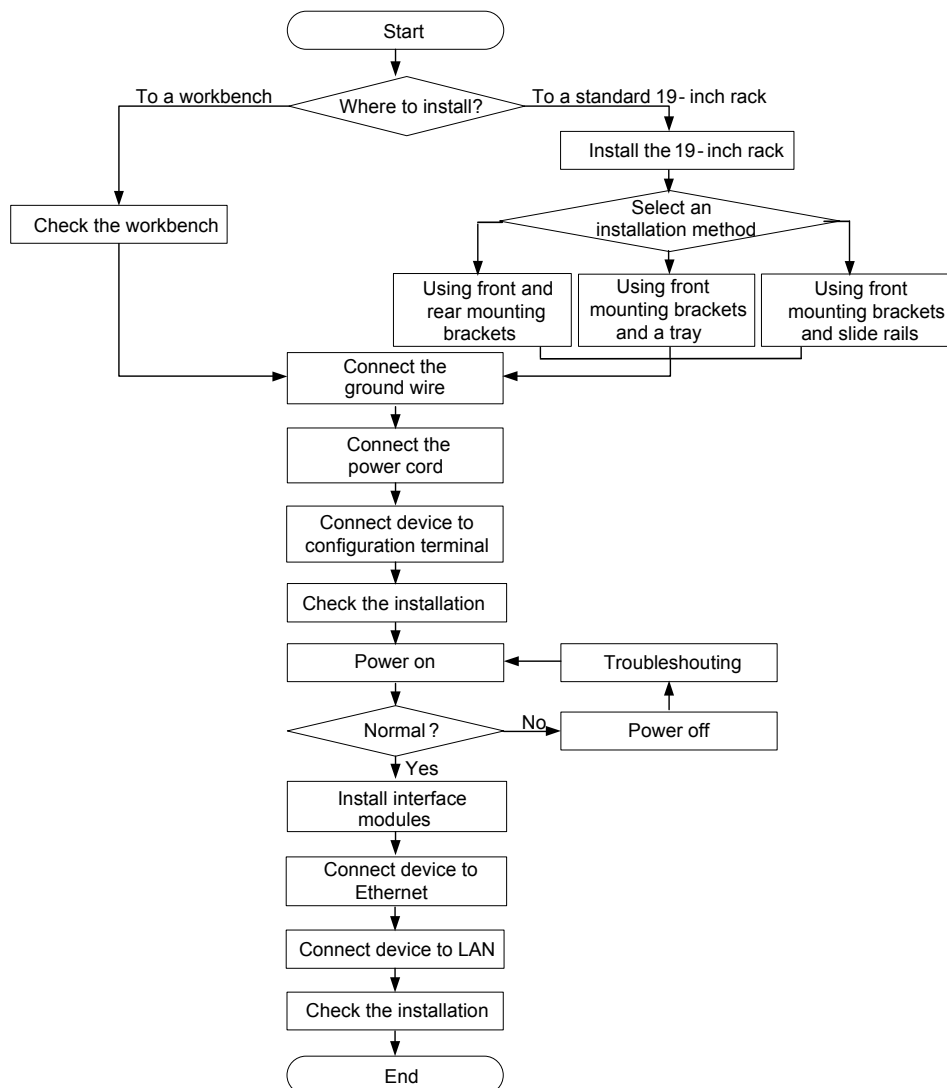 Start
To a workbench
Where to install?
To a standard 19-inch rack
Install the 19-inch rack
Select an
installation method
Check the workbench
Using front and
rear mounting
brackets
Using front
mounting brackets
and a tray
Using front
mounting brackets
and slide rails
Connect the
ground wire
Connect the
power cord
Connect device to
configuration terminal
Check the installation
Power on
Troubleshouting
Normal?
No
Power off
Yes
Install interface
modules
Connect device to
Ethernet
Connect device to LAN
Check the installation
End